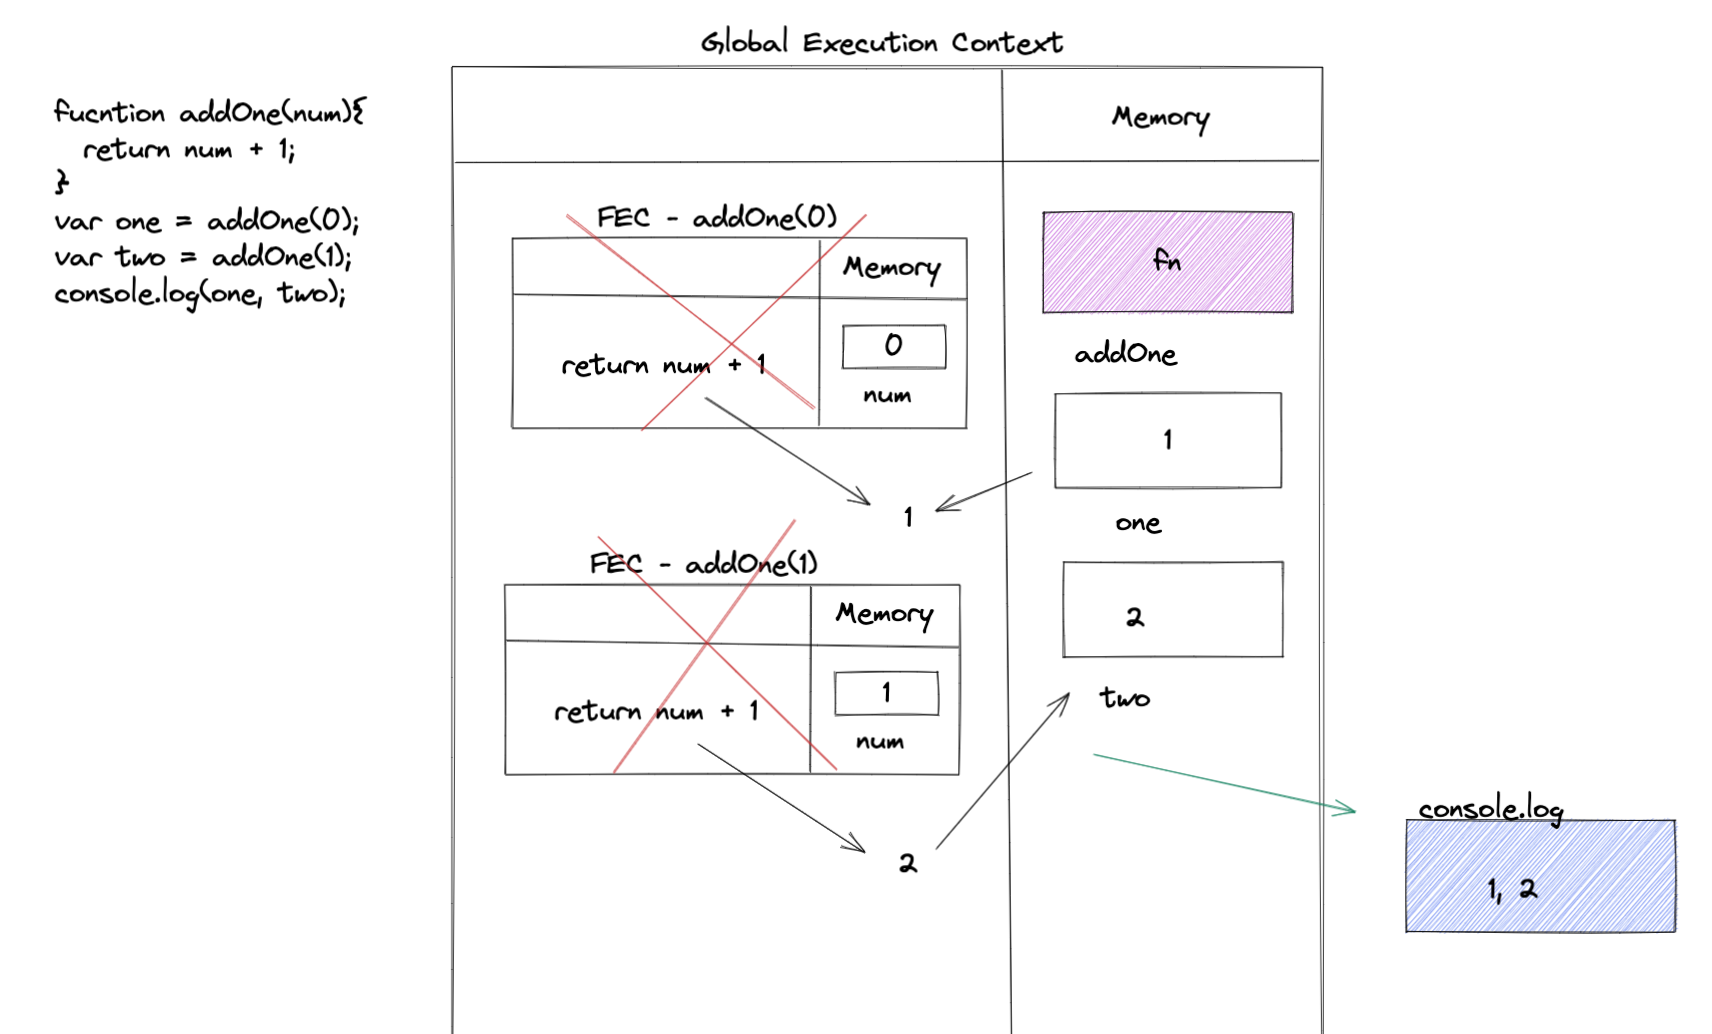 Global Execution Context
fucntion addOne(num){
return num + 1;
}
var one = addOne(0);
var two = addOne(1);
console.log(one, two);
Memory
FEC - addOne(0)
Memory
return num + 1
0
num
fn
addOne
1
one
1
FEC - addOne(1)
Memory
return num + 1
1
num
2
two
2
console.log
1, 2